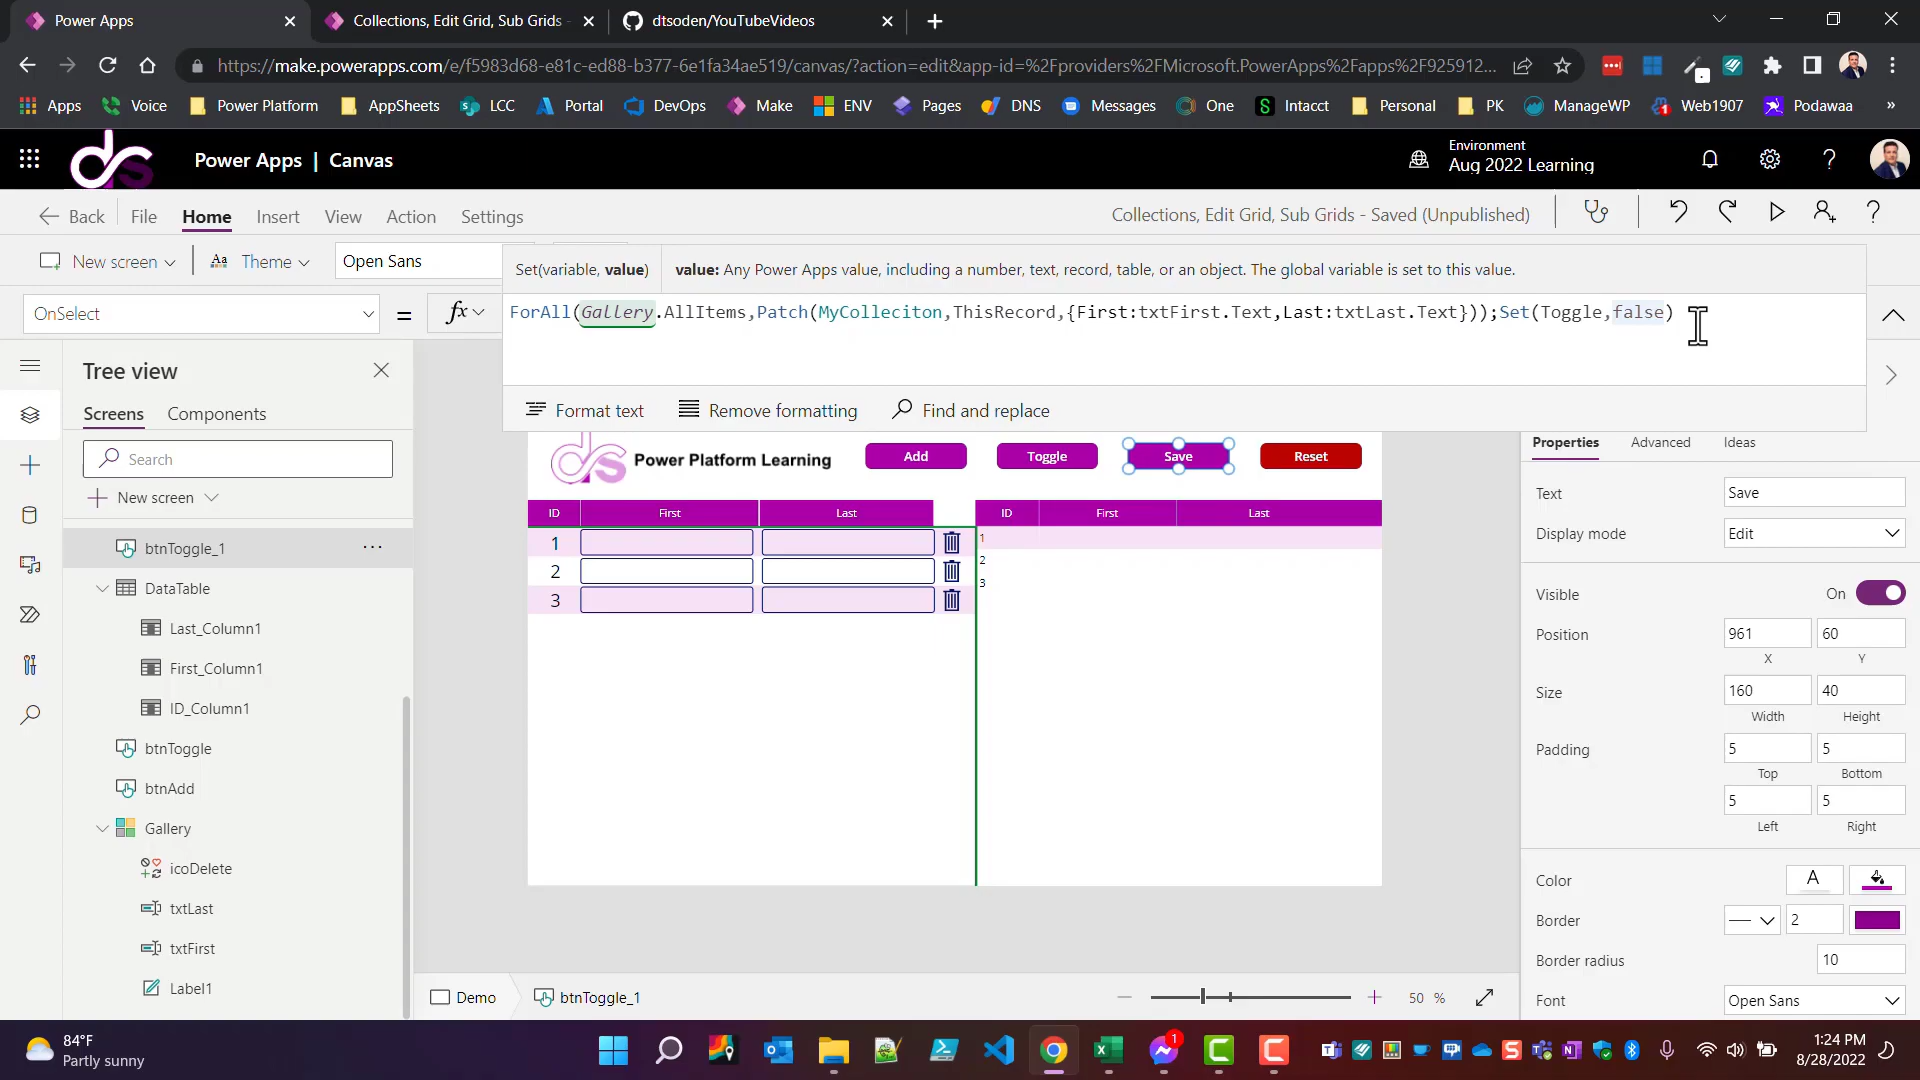 Power Apps
Collections, Edit Grid, Sub Grids -
dtsoden/YouTubeVideos
https://make.powerapps.com/e/f5983d68-e81c-ed88-b377-6e1fa34ae519/canvas/?action=edit&app-id=%2Fproviders%2FMicrosoft.PowerApps%2Fapps%2F925912...
Apps Voice Power Platform AppSheets LCC Portal DevOps Make ENV Pages DNS Messages One Intacct Personal PK ManageWP Web1907 Podawaa »
ds Power Apps | Canvas
Environment
Aug 2022 Learning
Back File Home Insert View Action Settings
Collections, Edit Grid, Sub Grids - Saved (Unpublished)
New screen Theme Open Sans
Set(variable, value) value: Any Power Apps value, including a number, text, record, table, or an object. The global variable is set to this value.
OnSelect = fx
ForAll(Gallery.AllItems,Patch(MyColleciton,ThisRecord,{First:txtFirst.Text,Last:txtLast.Text}));Set(Toggle,false)
Format text Remove formatting Find and replace
Tree view
Screens Components
Search
New screen
btnToggle_1 ...
DataTable
Last_Column1
First_Column1
ID_Column1
btnToggle
btnAdd
Gallery
icoDelete
txtLast
txtFirst
Label1
ds Power Platform Learning Add Toggle Save Reset
ID First Last ID First Last
1 1
2 2
3 3
Properties Advanced Ideas
Text Save
Display mode Edit
Visible On
Position 961 60
X Y
Size 160 40
Width Height
Padding 5 5
Top Bottom
5 5
Left Right
Color A
Border 2
Border radius 10
Font Open Sans
Demo btnToggle_1 50 %
84°F
Partly sunny
1
1:24 PM
8/28/2022